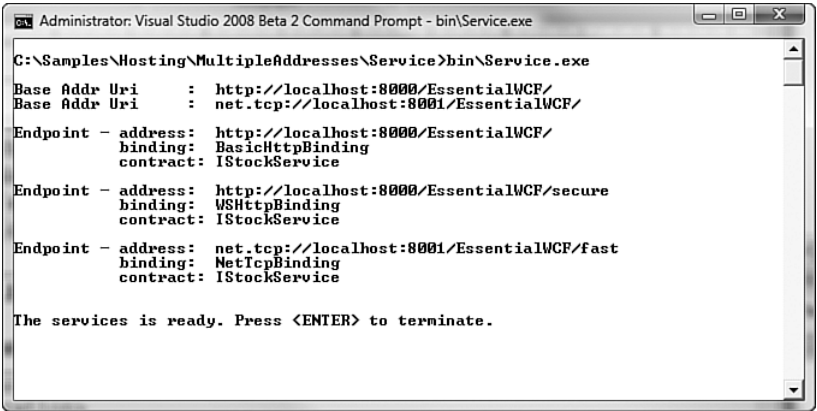 Administrator: Visual Studio 2008 Beta 2 Command Prompt - bin\Service.exe
C:\Samples\Hosting\MultipleAddresses\Service>bin\Service.exe
Base Addr Uri : http://localhost:8000/EssentialWCF/
Base Addr Uri : net.tcp://localhost:8001/EssentialWCF/
Endpoint - address: http://localhost:8000/EssentialWCF/
binding: BasicHttpBinding
contract: IStockService
Endpoint - address: http://localhost:8000/EssentialWCF/secure
binding: WSHttpBinding
contract: IStockService
Endpoint - address: net.tcp://localhost:8001/EssentialWCF/fast
binding: NetTcpBinding
contract: IStockService
The services is ready. Press <ENTER> to terminate.